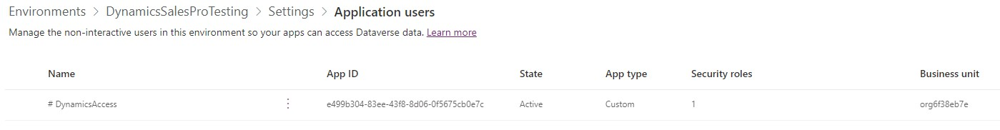 Environments > DynamicsSalesProTesting > Settings > Application users
Manage the non-interactive users in this environment so your apps can access Dataverse data. Learn more
Name App ID State App type Security roles Business unit
# DynamicsAccess e499b304-83ee-43f8-8d06-0f5675cb0e7c Active Custom 1 org6f38eb7e